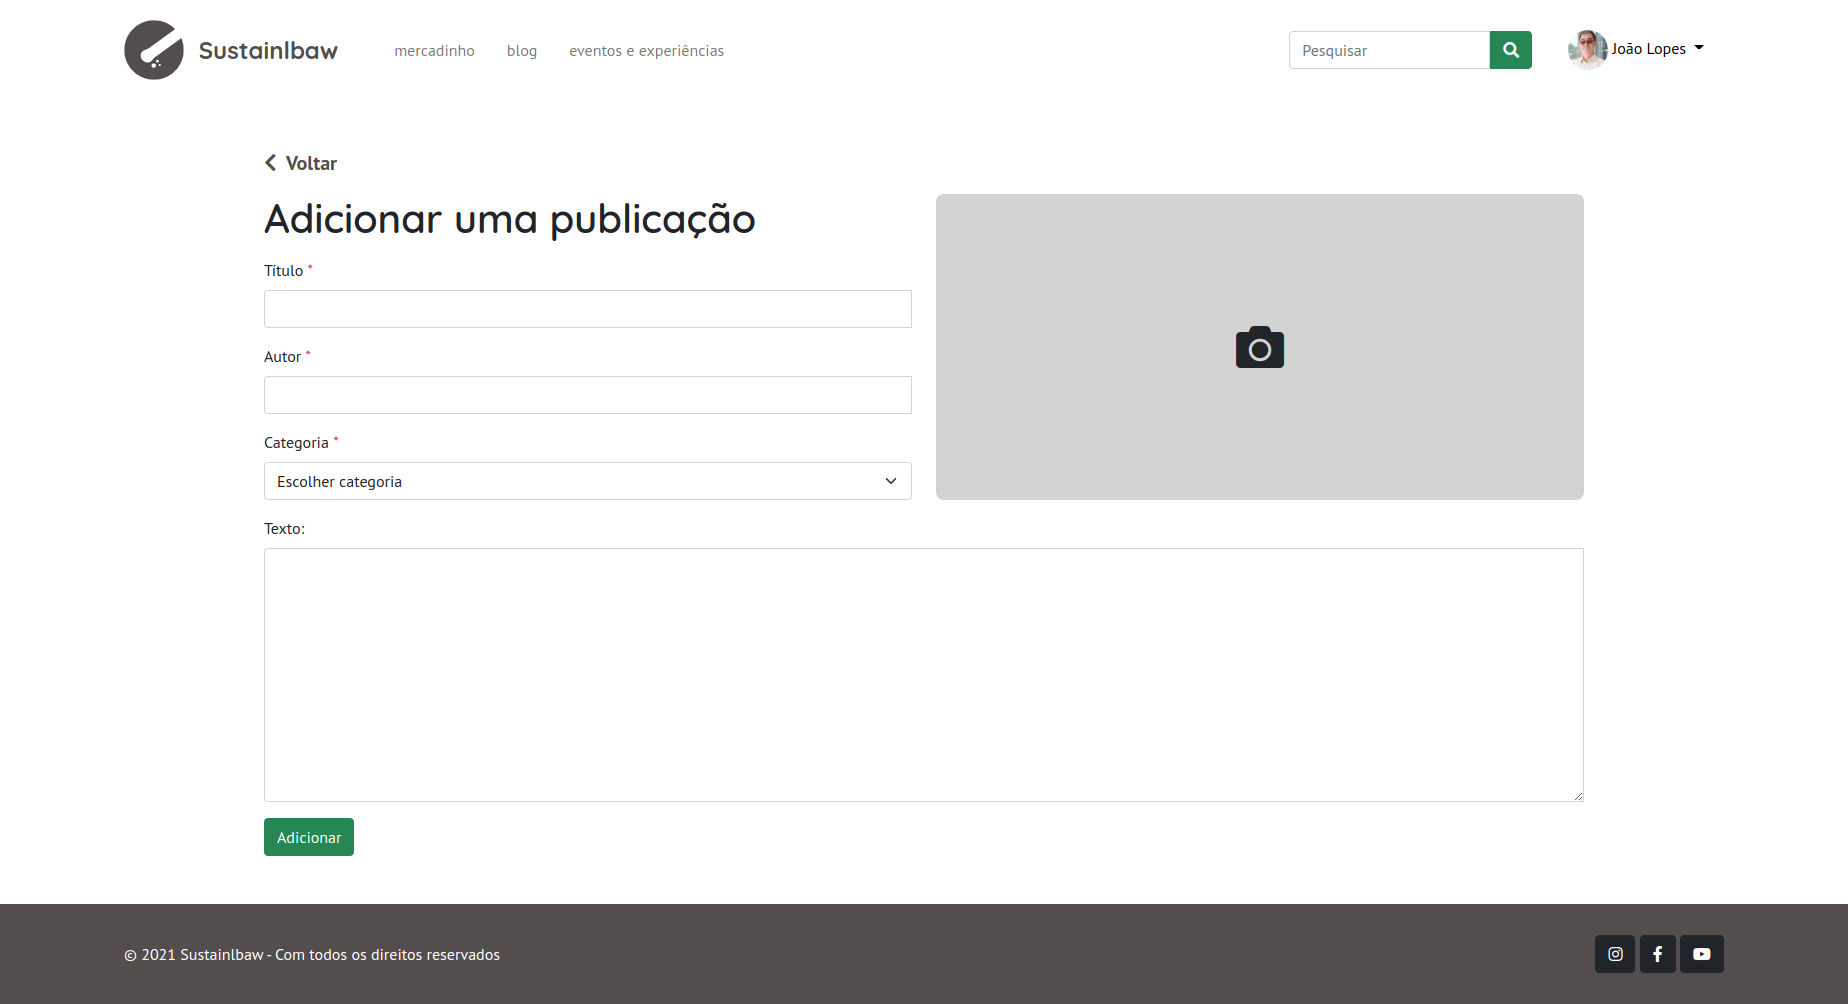 Sustainlbaw
mercadinho
blog
eventos e experiências
Pesquisar
João Lopes
Voltar
Adicionar uma publicação
Título *
Autor *
Categoria *
Escolher categoria
Texto:
Adicionar
© 2021 Sustainlbaw - Com todos os direitos reservados